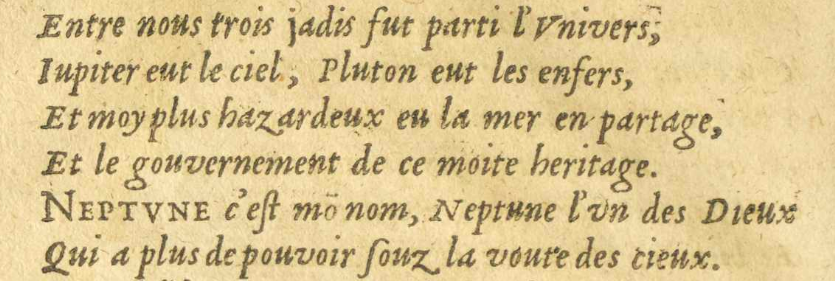 Entre nous trois jadis fut parti l'Vnivers;
Iupiter eut le ciel, Pluton eut les enfers,
Et moy plus hazardeux eu la mer en partage,
Et le gouvernement de ce moite heritage.
NEPTVNE c'eſt mō nom, Neptune l'vn des Dieux
Qui a plus de pouvoir ſouz la voute des cieux.